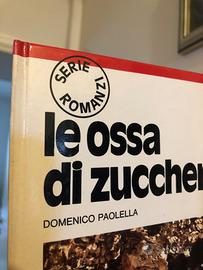 SERIE
ROMANZI
le ossa
di zuccher
DOMENICO PAOLELLA